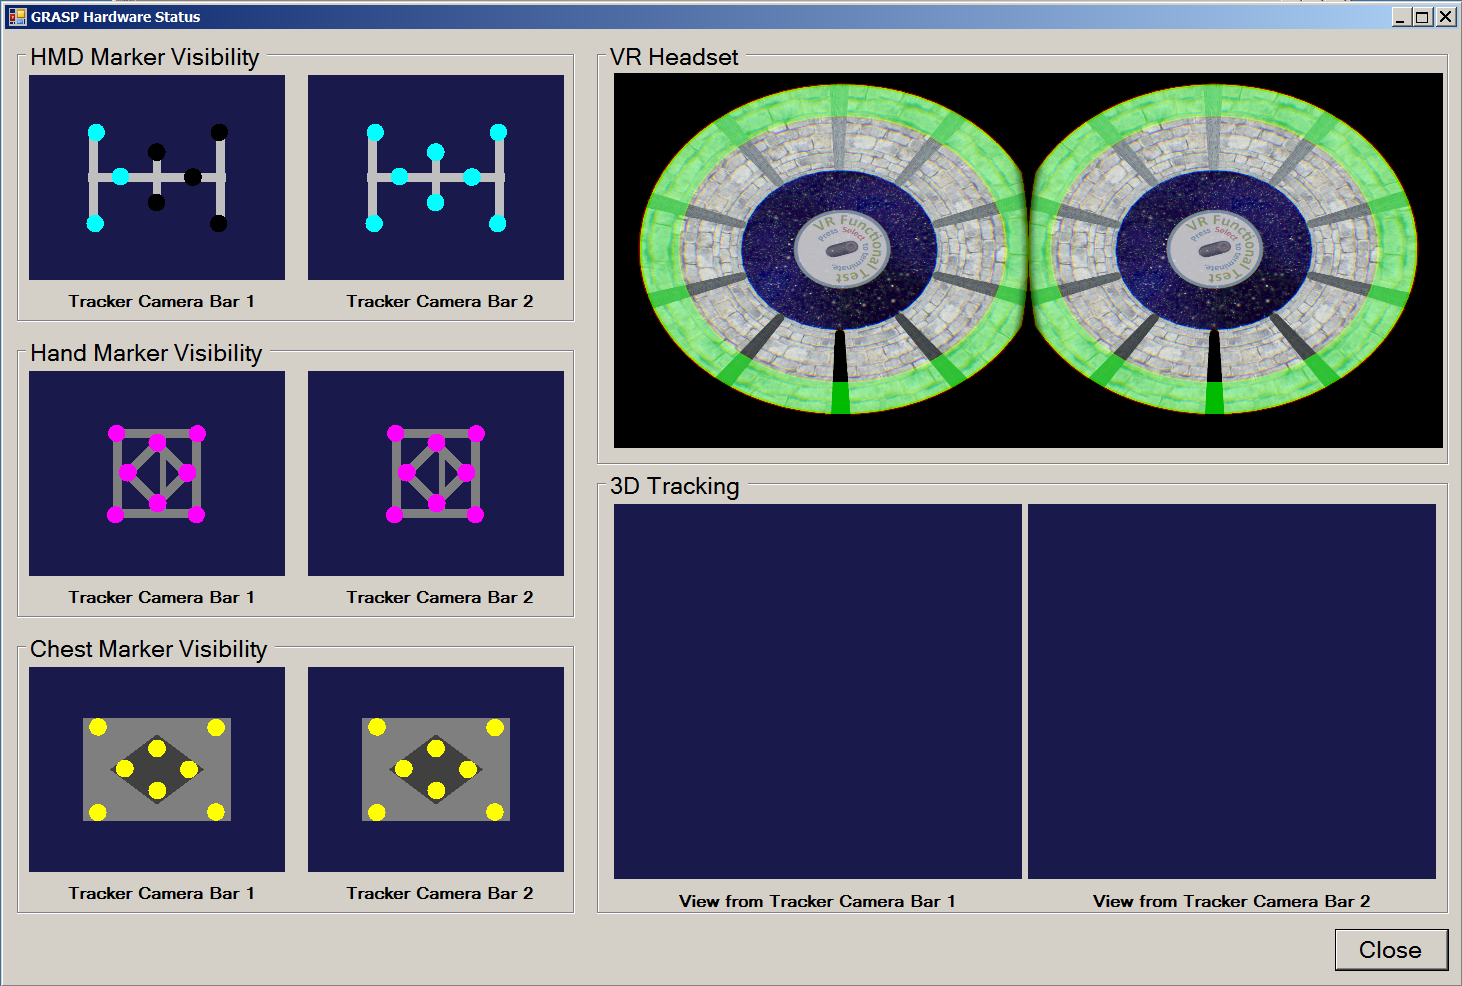 GRASP Hardware Status
HMD Marker Visibility
Tracker Camera Bar 1
Tracker Camera Bar 2
Hand Marker Visibility
Tracker Camera Bar 1
Tracker Camera Bar 2
Chest Marker Visibility
Tracker Camera Bar 1
Tracker Camera Bar 2
VR Headset
VR Functional Test
Press Select
to terminate.
VR Functional Test
Press Select
to terminate.
3D Tracking
View from Tracker Camera Bar 1
View from Tracker Camera Bar 2
Close